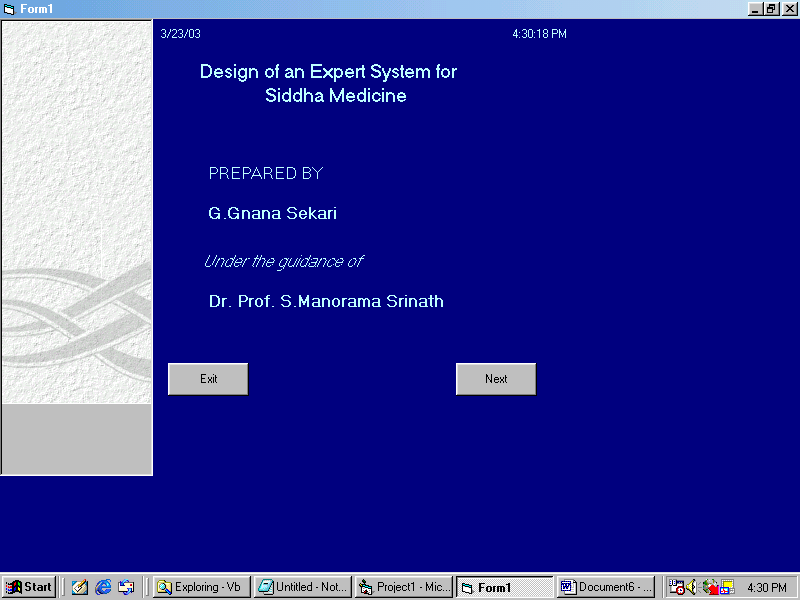 Form1
3/23/03
4:30:18 PM
Design of an Expert System for
Siddha Medicine
PREPARED BY
G.Gnana Sekari
Under the guidance of
Dr. Prof. S.Manorama Srinath
Exit
Next
Start
Exploring - Vb
Untitled - Not...
Project1 - Mic...
Form1
Document6 - ...
4:30 PM